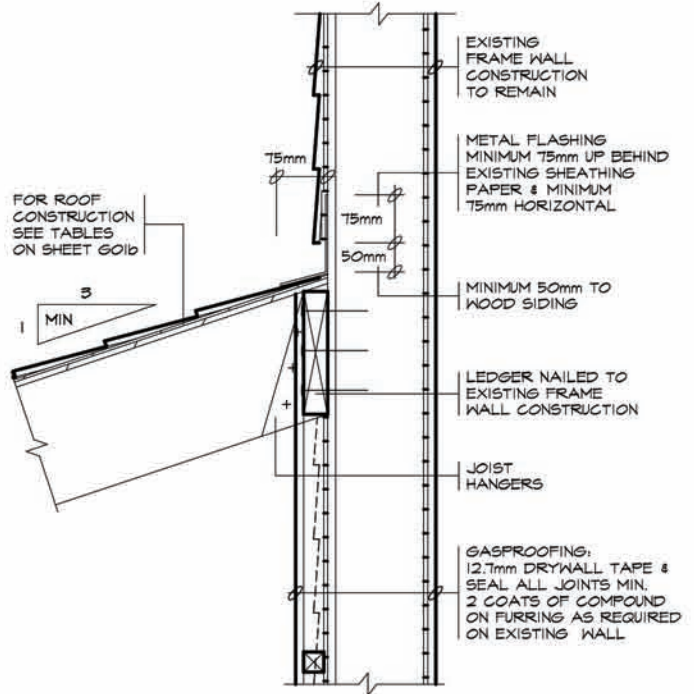 EXISTING
FRAME WALL
CONSTRUCTION
TO REMAIN
METAL FLASHING
MINIMUM 75mm UP BEHIND
EXISTING SHEATHING
PAPER & MINIMUM
75mm HORIZONTAL
75mm
75mm
50mm
FOR ROOF
CONSTRUCTION
SEE TABLES
ON SHEET G01b
3
1
MIN
MINIMUM 50mm TO
WOOD SIDING
LEDGER NAILED TO
EXISTING FRAME
WALL CONSTRUCTION
JOIST
HANGERS
GASPROOFING:
12.7mm DRYWALL TAPE &
SEAL ALL JOINTS MIN.
2 COATS OF COMPOUND
ON FURRING AS REQUIRED
ON EXISTING WALL